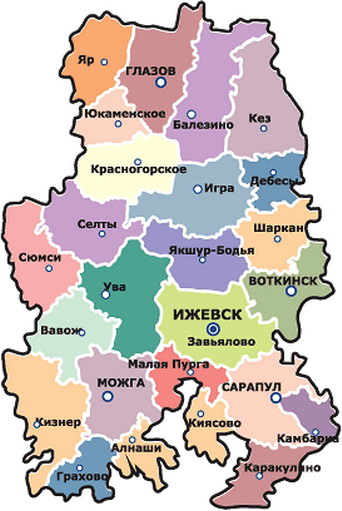 Яр
ГЛАЗОВ
Юкаменское
Балезино
Кез
Красногорское
Игра
Дебесы
Селты
Шаркан
Якшур-Бодья
Сюмси
Ува
ВОТКИНСК
ИЖЕВСК
Завьялово
Вавож
Малая Пурга
МОЖГА
САРАПУЛ
Кизнер
Киясово
Камбарка
Алнаши
Грахово
Каракулино